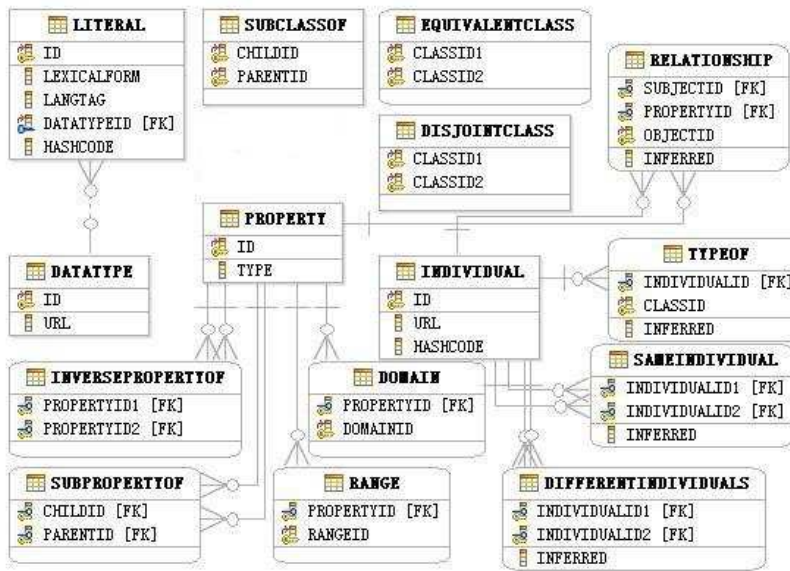 LITERAL
ID
LEXICALFORM
LANGTAG
DATATYPEID [FK]
HASHCODE
SUBCLASSOF
CHILDID
PARENTID
EQUIVALENTCLASS
CLASSID1
CLASSID2
RELATIONSHIP
SUBJECTID [FK]
PROPERTYID [FK]
OBJECTID
INFERRED
DISJOINTCLASS
CLASSID1
CLASSID2
PROPERTY
ID
TYPE
DATATYPE
ID
URL
INDIVIDUAL
ID
URL
HASHCODE
TYPEOF
INDIVIDUALID [FK]
CLASSID
INFERRED
INVERSEPROPERTYOF
PROPERTYID1 [FK]
PROPERTYID2 [FK]
DOMAIN
PROPERTYID [FK]
DOMAINID
SAMEINDIVIDUAL
INDIVIDUALID1 [FK]
INDIVIDUALID2 [FK]
INFERRED
SUBPROPERTYOF
CHILDID [FK]
PARENTID [FK]
RANGE
PROPERTYID [FK]
RANGEID
DIFFERENTINDIVIDUALS
INDIVIDUALID1 [FK]
INDIVIDUALID2 [FK]
INFERRED